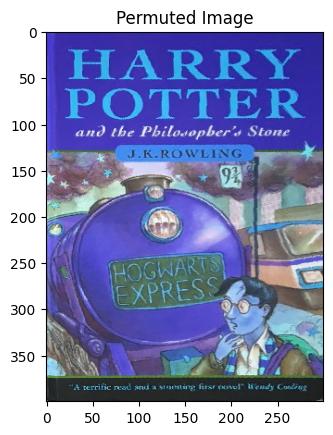 Permuted Image
HARRY
POTTER
and the Philosopher's Stone
J.K.ROWLING
9¾
HOGWARTS
EXPRESS
"A terrific read and a stunning first novel" Wendy Cooling
0
50
100
150
200
250
300
350
0 50 100 150 200 250